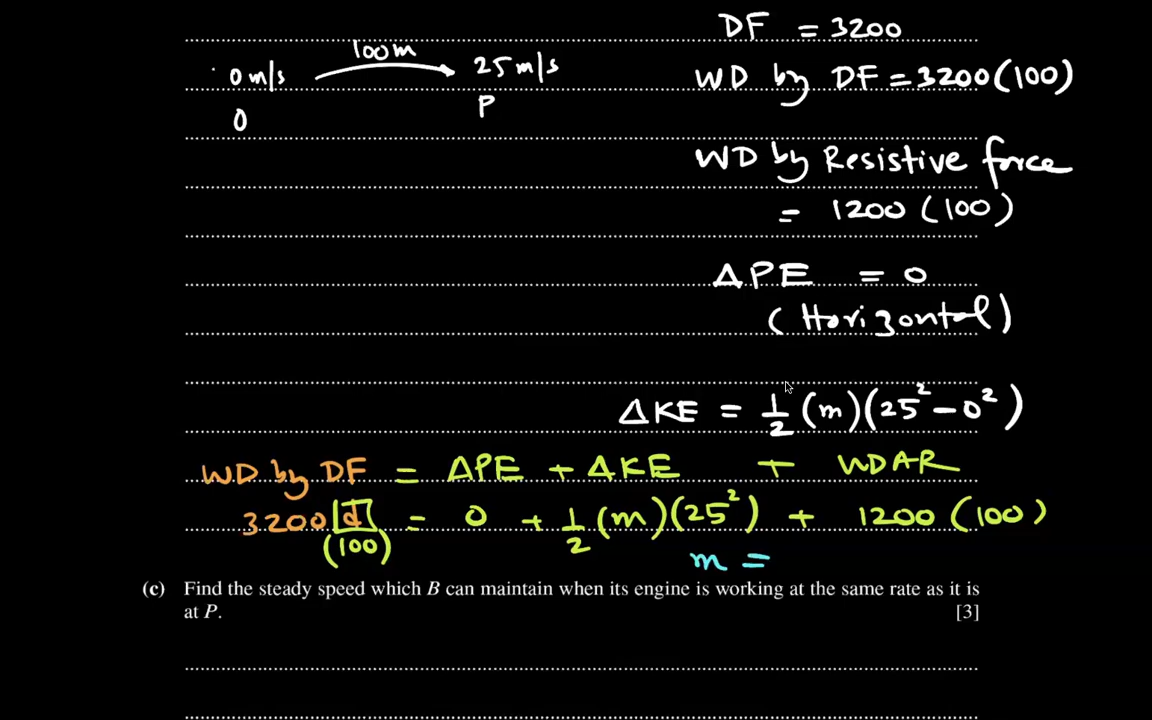 DF = 3200
0 m/s 100m 25 m/s
O P
WD by DF = 3200 (100)
WD by Resistive force
= 1200 (100)
ΔPE = 0
(Horizontal)
ΔKE = 1/2 (m)(25² − 0²)
WD by DF = ΔPE + ΔKE + WDAR
3200 d = 0 + 1/2 (m)(25²) + 1200 (100)
(100)
m =
(c) Find the steady speed which B can maintain when its engine is working at the same rate as it is
at P. [3]